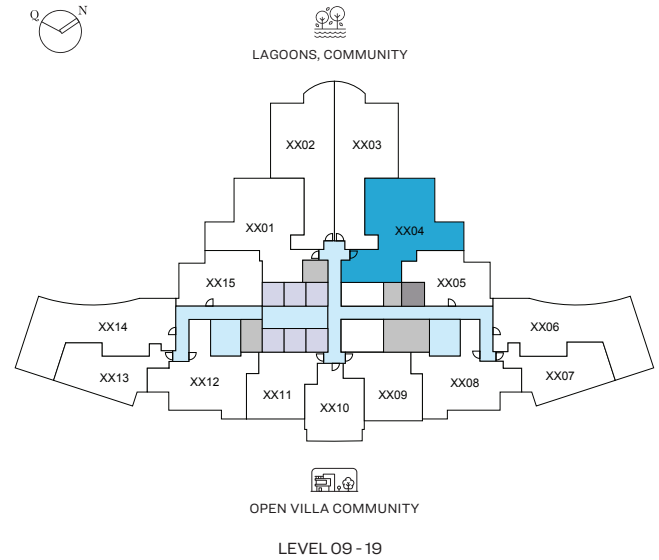 Q N
LAGOONS, COMMUNITY
XX02 XX03
XX01 XX04
XX15 XX05
XX14 XX06
XX13 XX12 XX08 XX07
XX11 XX10 XX09
OPEN VILLA COMMUNITY
LEVEL 09 - 19